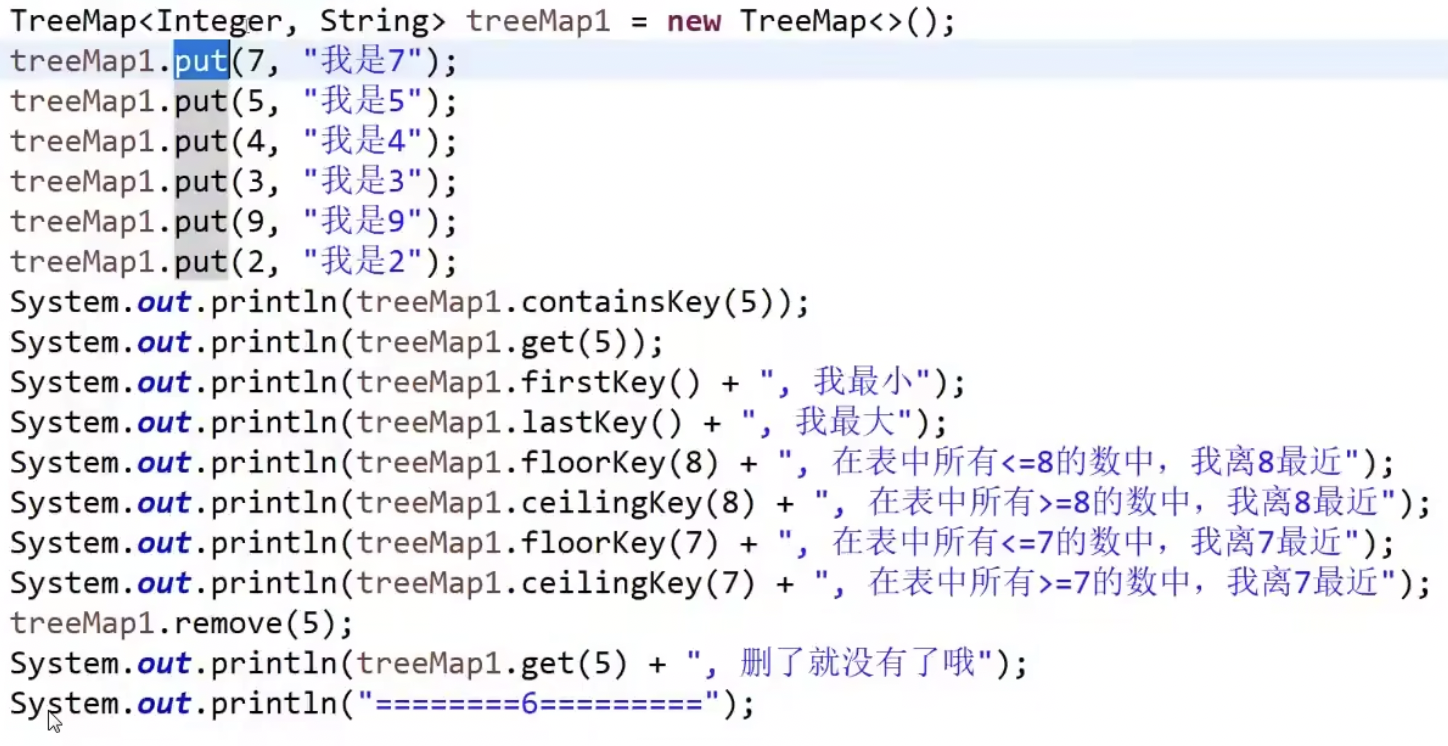 TreeMap<Integer, String> treeMap1 = new TreeMap<>();
treeMap1.put(7, "我是7");
treeMap1.put(5, "我是5");
treeMap1.put(4, "我是4");
treeMap1.put(3, "我是3");
treeMap1.put(9, "我是9");
treeMap1.put(2, "我是2");
System.out.println(treeMap1.containsKey(5));
System.out.println(treeMap1.get(5));
System.out.println(treeMap1.firstKey() + ", 我最小");
System.out.println(treeMap1.lastKey() + ", 我最大");
System.out.println(treeMap1.floorKey(8) + ", 在表中所有<=8的数中，我离8最近");
System.out.println(treeMap1.ceilingKey(8) + ", 在表中所有>=8的数中，我离8最近");
System.out.println(treeMap1.floorKey(7) + ", 在表中所有<=7的数中，我离7最近");
System.out.println(treeMap1.ceilingKey(7) + ", 在表中所有>=7的数中，我离7最近");
treeMap1.remove(5);
System.out.println(treeMap1.get(5) + ", 删了就没有了哦");
System.out.println("========6=========");